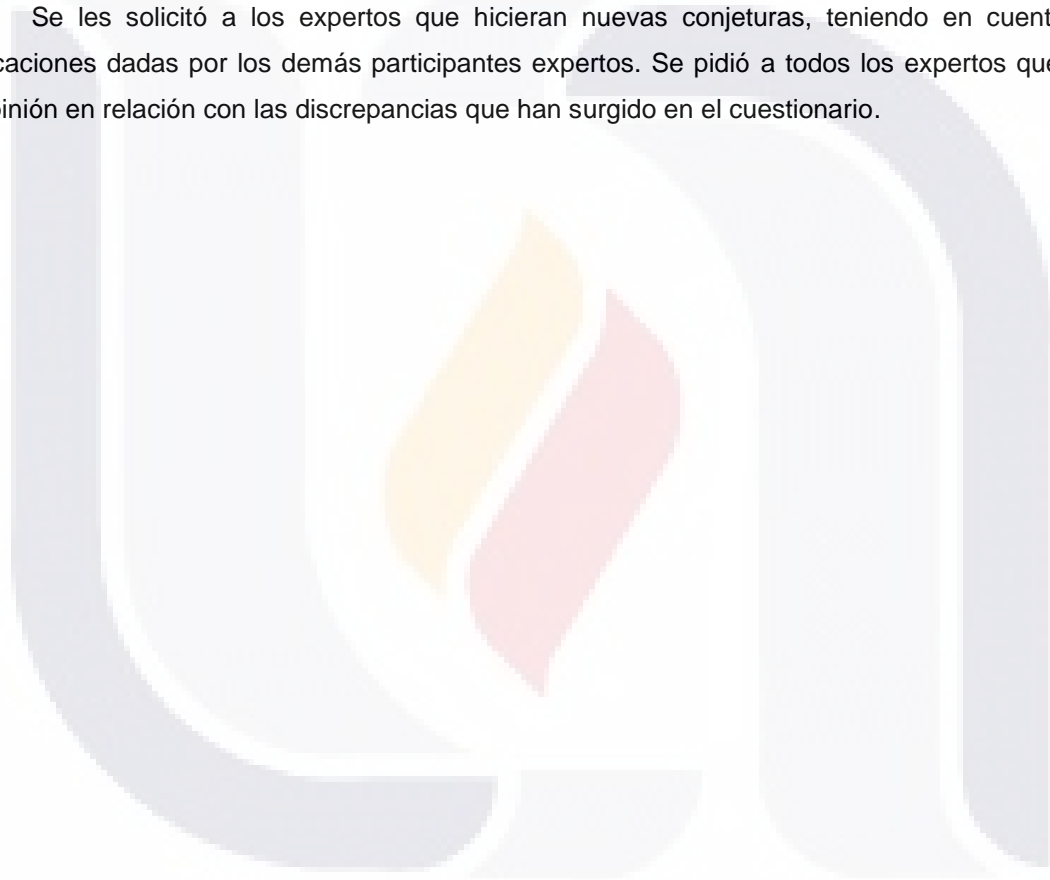 Se les solicitó a los expertos que hicieran nuevas conjeturas, teniendo en cuent
caciones dadas por los demás participantes expertos. Se pidió a todos los expertos que
inión en relación con las discrepancias que han surgido en el cuestionario.